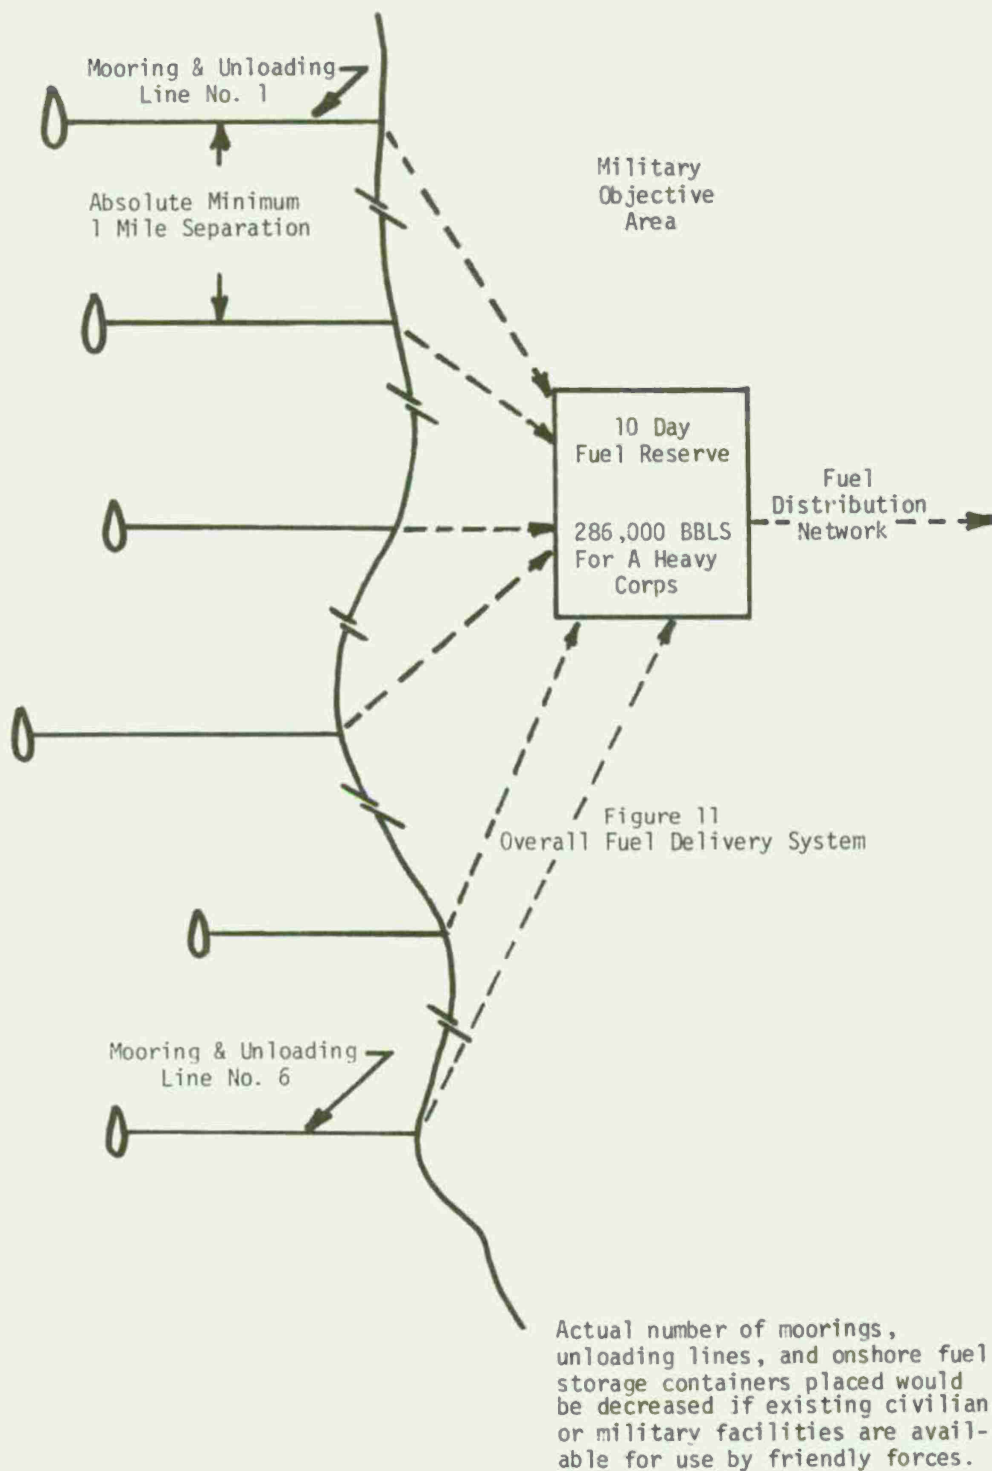 Mooring & Unloading
Line No. 1
Military
Objective
Area
Absolute Minimum
1 Mile Separation
10 Day
Fuel Reserve
286,000 BBLS
For A Heavy
Corps
Fuel
Distribution
Network
Figure 11
Overall Fuel Delivery System
Mooring & Unloading
Line No. 6
Actual number of moorings,
unloading lines, and onshore fuel
storage containers placed would
be decreased if existing civilian
or military facilities are avail-
able for use by friendly forces.